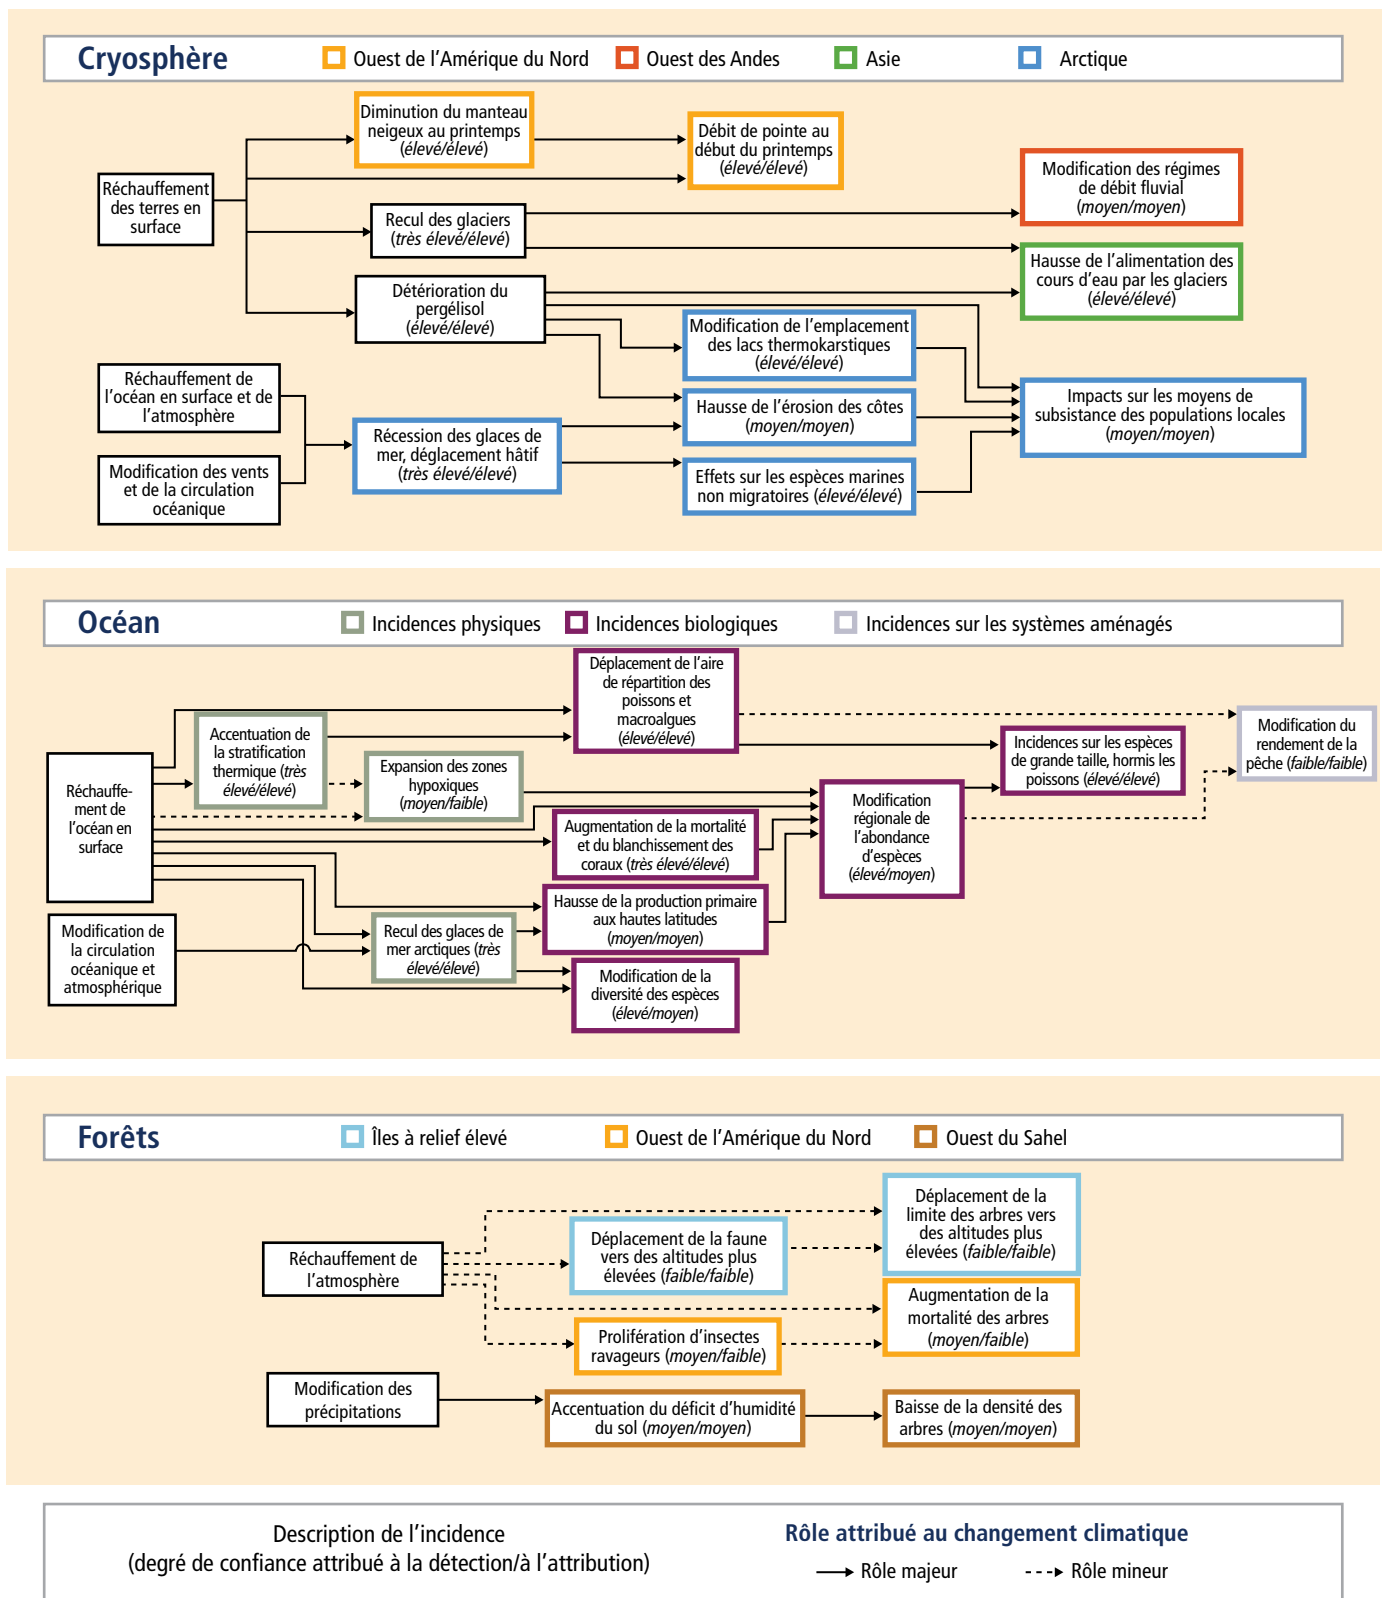 Cryosphère
Ouest de l'Amérique du Nord
Ouest des Andes
Asie
Arctique
Diminution du manteau
neigeux au printemps
(élevé/élevé)
Débit de pointe au
début du printemps
(élevé/élevé)
Modification des régimes
de débit fluvial
(moyen/moyen)
Réchauffement
des terres en
surface
Recul des glaciers
(très élevé/élevé)
Hausse de l'alimentation des
cours d'eau par les glaciers
(élevé/élevé)
Détérioration du
pergélisol
(élevé/élevé)
Modification de l'emplacement
des lacs thermokarstiques
(élevé/élevé)
Réchauffement de
l'océan en surface et de
l'atmosphère
Hausse de l'érosion des côtes
(moyen/moyen)
Impacts sur les moyens de
subsistance des populations locales
(moyen/moyen)
Récession des glaces de
mer, déglacement hâtif
(très élevé/élevé)
Modification des vents
et de la circulation
océanique
Effets sur les espèces marines
non migratoires (élevé/élevé)
Océan
Incidences physiques
Incidences biologiques
Incidences sur les systèmes aménagés
Déplacement de l'aire
de répartition des
poissons et
macroalgues
(élevé/élevé)
Accentuation de
la stratification
thermique (très
élevé/élevé)
Modification du
rendement de la
pêche (faible/faible)
Incidences sur les espèces
de grande taille, hormis les
poissons (élevé/élevé)
Expansion des zones
hypoxiques
(moyen/faible)
Réchauffe-
ment de
l'océan en
surface
Modification
régionale de
l'abondance
d'espèces
(élevé/moyen)
Augmentation de la mortalité
et du blanchissement des
coraux (très élevé/élevé)
Hausse de la production primaire
aux hautes latitudes
(moyen/moyen)
Modification de
la circulation
océanique et
atmosphérique
Recul des glaces de
mer arctiques (très
élevé/élevé)
Modification de la
diversité des espèces
(élevé/moyen)
Forêts
Îles à relief élevé
Ouest de l'Amérique du Nord
Ouest du Sahel
Déplacement de la
limite des arbres vers
des altitudes plus
élevées (faible/faible)
Réchauffement de
l'atmosphère
Déplacement de la faune
vers des altitudes plus
élevées (faible/faible)
Augmentation de la
mortalité des arbres
(moyen/faible)
Prolifération d'insectes
ravageurs (moyen/faible)
Modification des
précipitations
Accentuation du déficit d'humidité
du sol (moyen/moyen)
Baisse de la densité des
arbres (moyen/moyen)
Description de l'incidence
(degré de confiance attribué à la détection/à l'attribution)
Rôle attribué au changement climatique
Rôle majeur
Rôle mineur